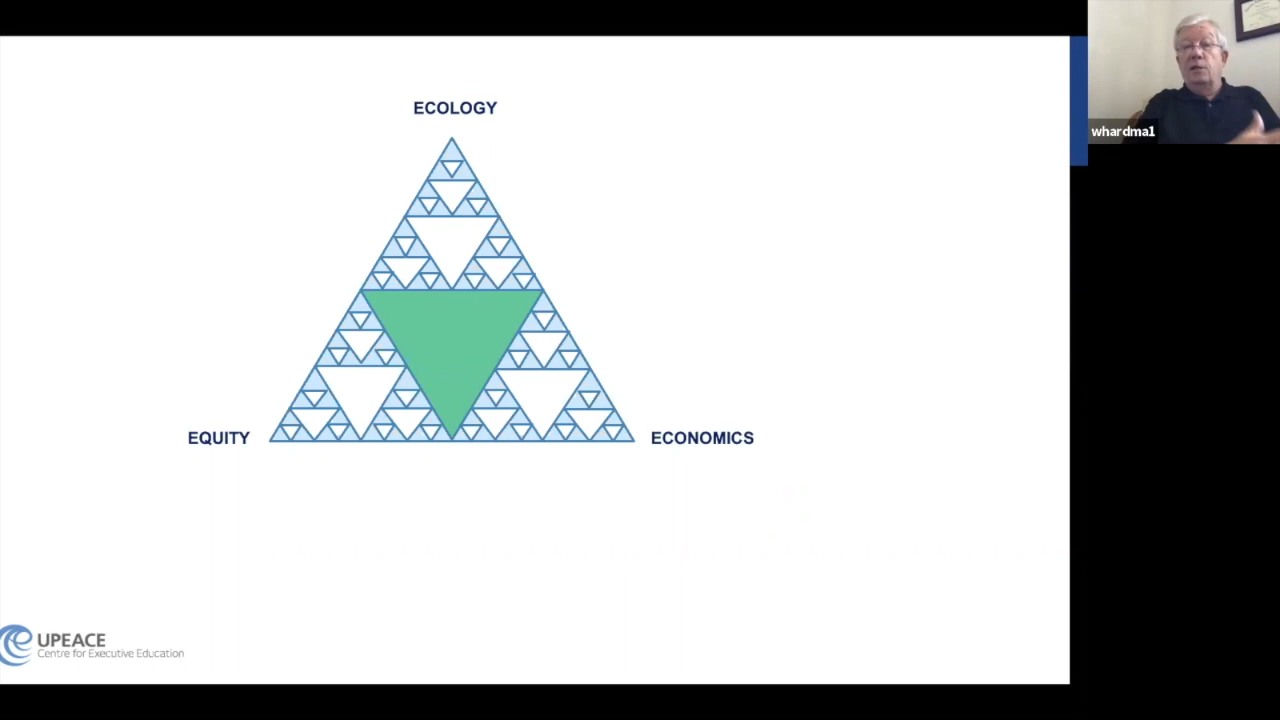 ECOLOGY
whardma1
EQUITY
ECONOMICS
UPEACE
Centre for Executive Education